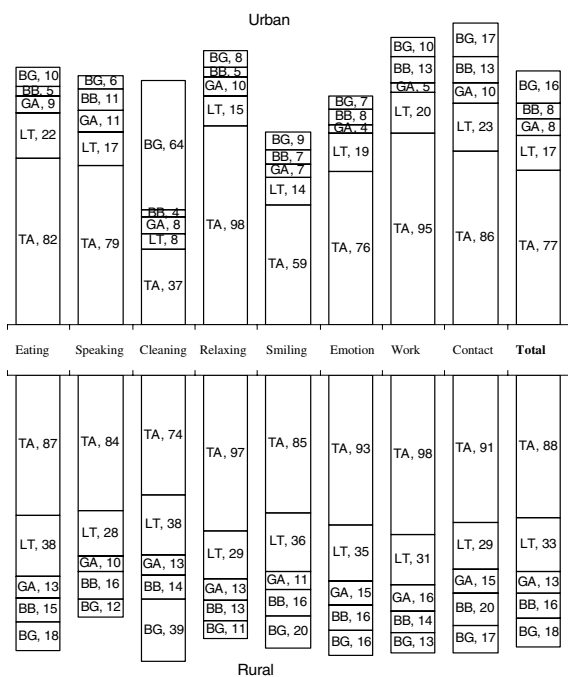 Urban
BG, 10
BB, 5
GA, 9
LT, 22
TA, 82
BG, 6
BB, 11
GA, 11
LT, 17
TA, 79
BG, 64
BB, 4
GA, 8
LT, 8
TA, 37
BG, 8
BB, 5
GA, 10
LT, 15
TA, 98
BG, 9
BB, 7
GA, 7
LT, 14
TA, 59
BG, 7
BB, 8
GA, 4
LT, 19
TA, 76
BG, 10
BB, 13
GA, 5
LT, 20
TA, 95
BG, 17
BB, 13
GA, 10
LT, 23
TA, 86
BG, 16
BB, 8
GA, 8
LT, 17
TA, 77
Eating Speaking Cleaning Relaxing Smiling Emotion Work Contact Total
TA, 87
LT, 38
GA, 13
BB, 15
BG, 18
TA, 84
LT, 28
GA, 10
BB, 16
BG, 12
TA, 74
LT, 38
GA, 13
BB, 14
BG, 39
TA, 97
LT, 29
GA, 13
BB, 13
BG, 11
TA, 85
LT, 36
GA, 11
BB, 16
BG, 20
TA, 93
LT, 35
GA, 15
BB, 16
BG, 16
TA, 98
LT, 31
GA, 16
BB, 14
BG, 13
TA, 91
LT, 29
GA, 15
BB, 20
BG, 17
TA, 88
LT, 33
GA, 13
BB, 16
BG, 18
Rural